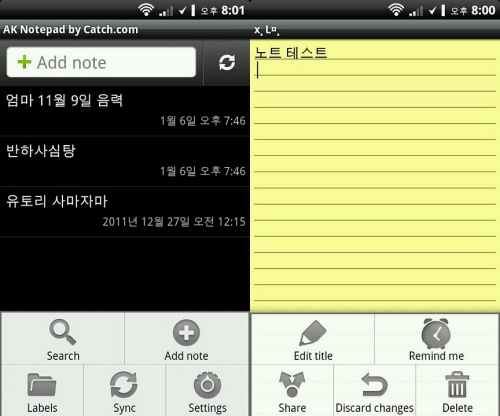 오후 8:01
AK Notepad by Catch.com
Add note
엄마 11월 9일 음력
1월 6일 오후 7:46
반하사심탕
1월 6일 오후 7:46
유토리 사마자마
2011년 12월 27일 오전 12:15
Search
Add note
Labels
Sync
Settings
오후 8:00
노트 테스트
Edit title
Remind me
Share
Discard changes
Delete